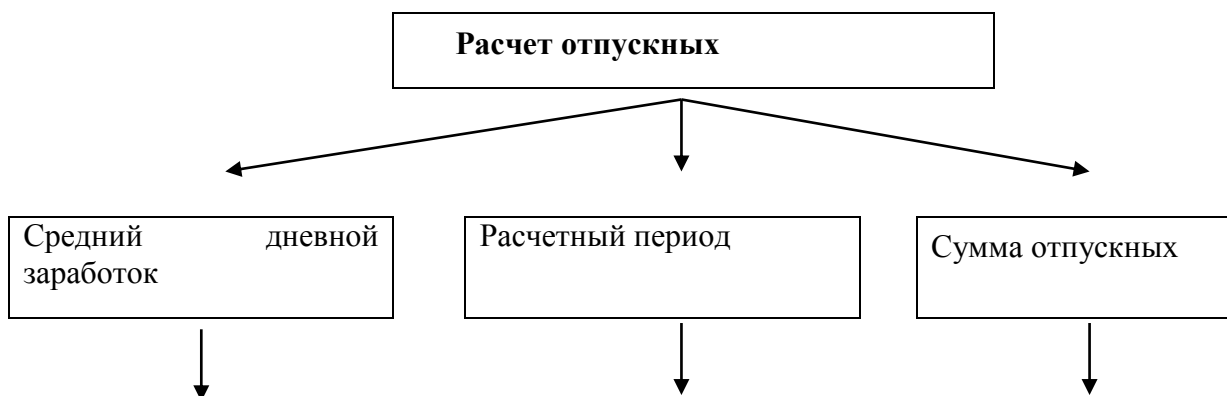 Расчет отпускных
Средний дневной
заработок
Расчетный период
Сумма отпускных